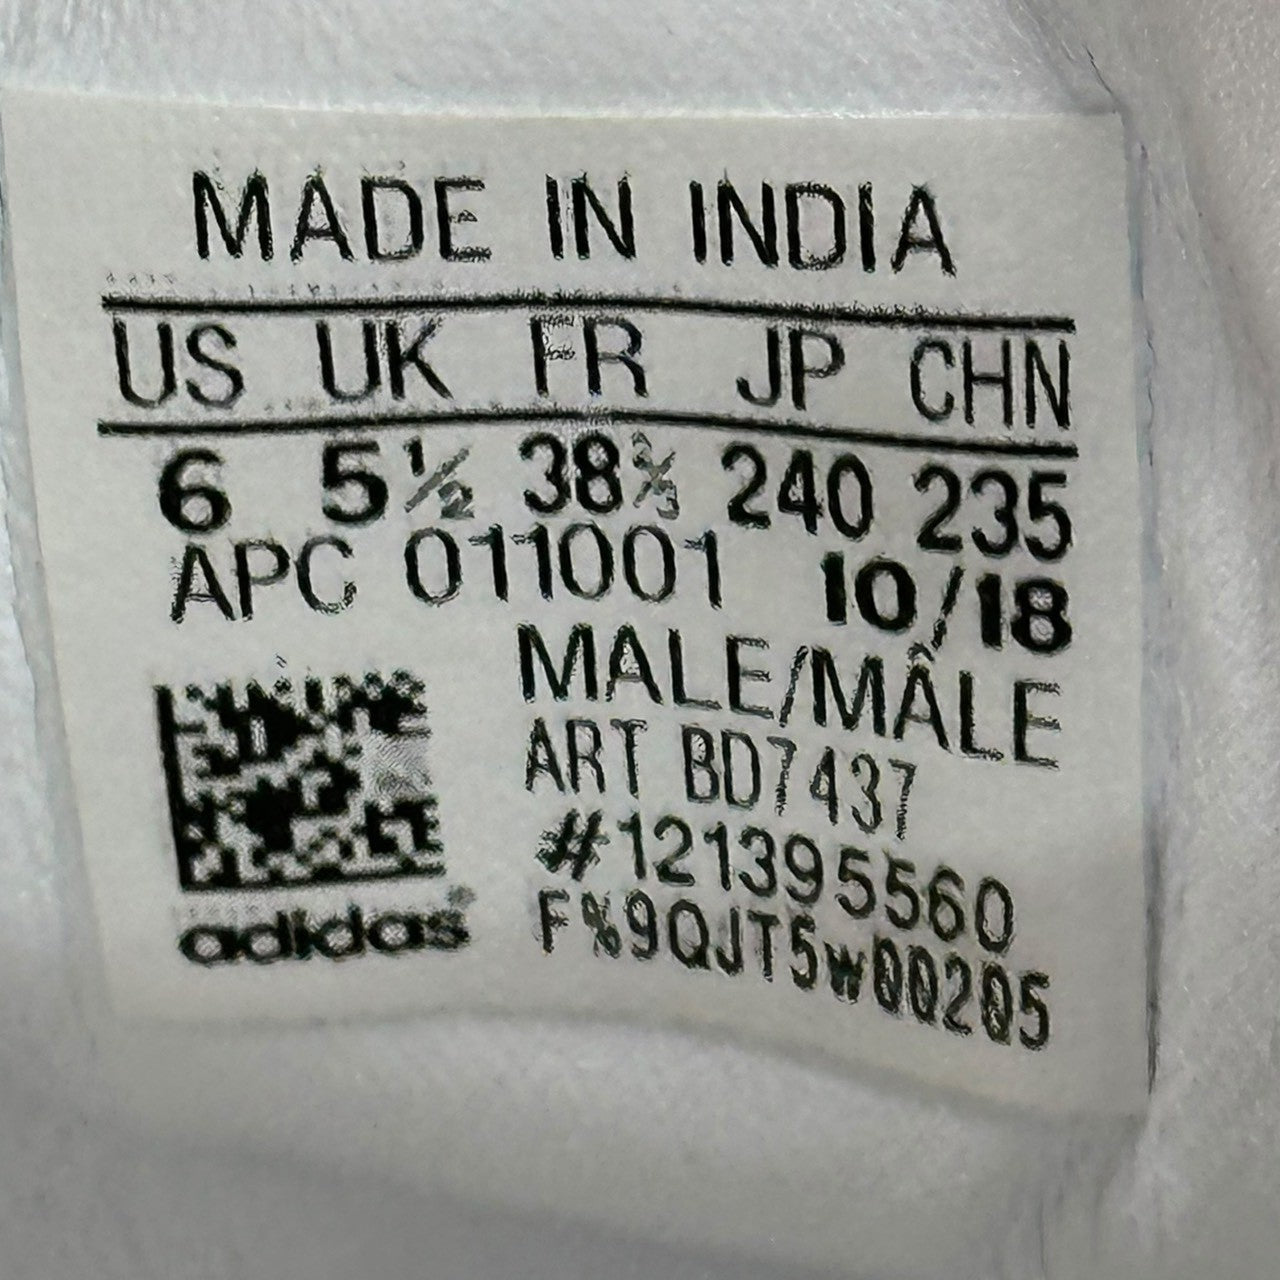 MADE IN INDIA
US UK FR JP CHN
6 5½ 38⅔ 240 235
APC 011001 10/18
MALE/MÂLE
ART BD7437
#121395560
F%9QJT5W00205
adidas®